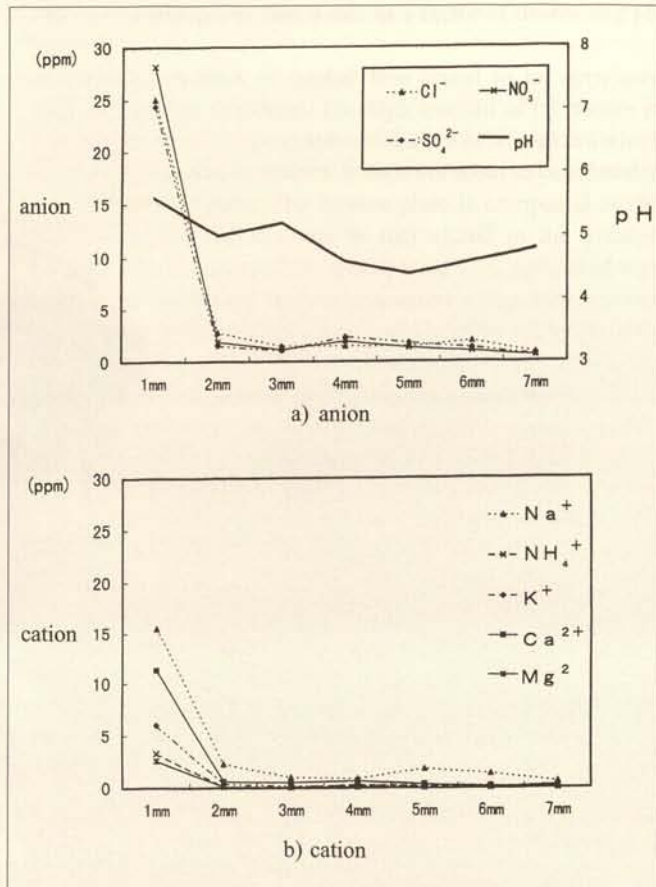 (ppm)
30
25
20
15
10
5
0
anion
Cl⁻
NO₃⁻
SO₄²⁻
pH
8
7
6
5
4
3
pH
1mm 2mm 3mm 4mm 5mm 6mm 7mm
a) anion
(ppm)
30
25
20
15
10
5
0
cation
Na⁺
NH₄⁺
K⁺
Ca²⁺
Mg²
1mm 2mm 3mm 4mm 5mm 6mm 7mm
b) cation